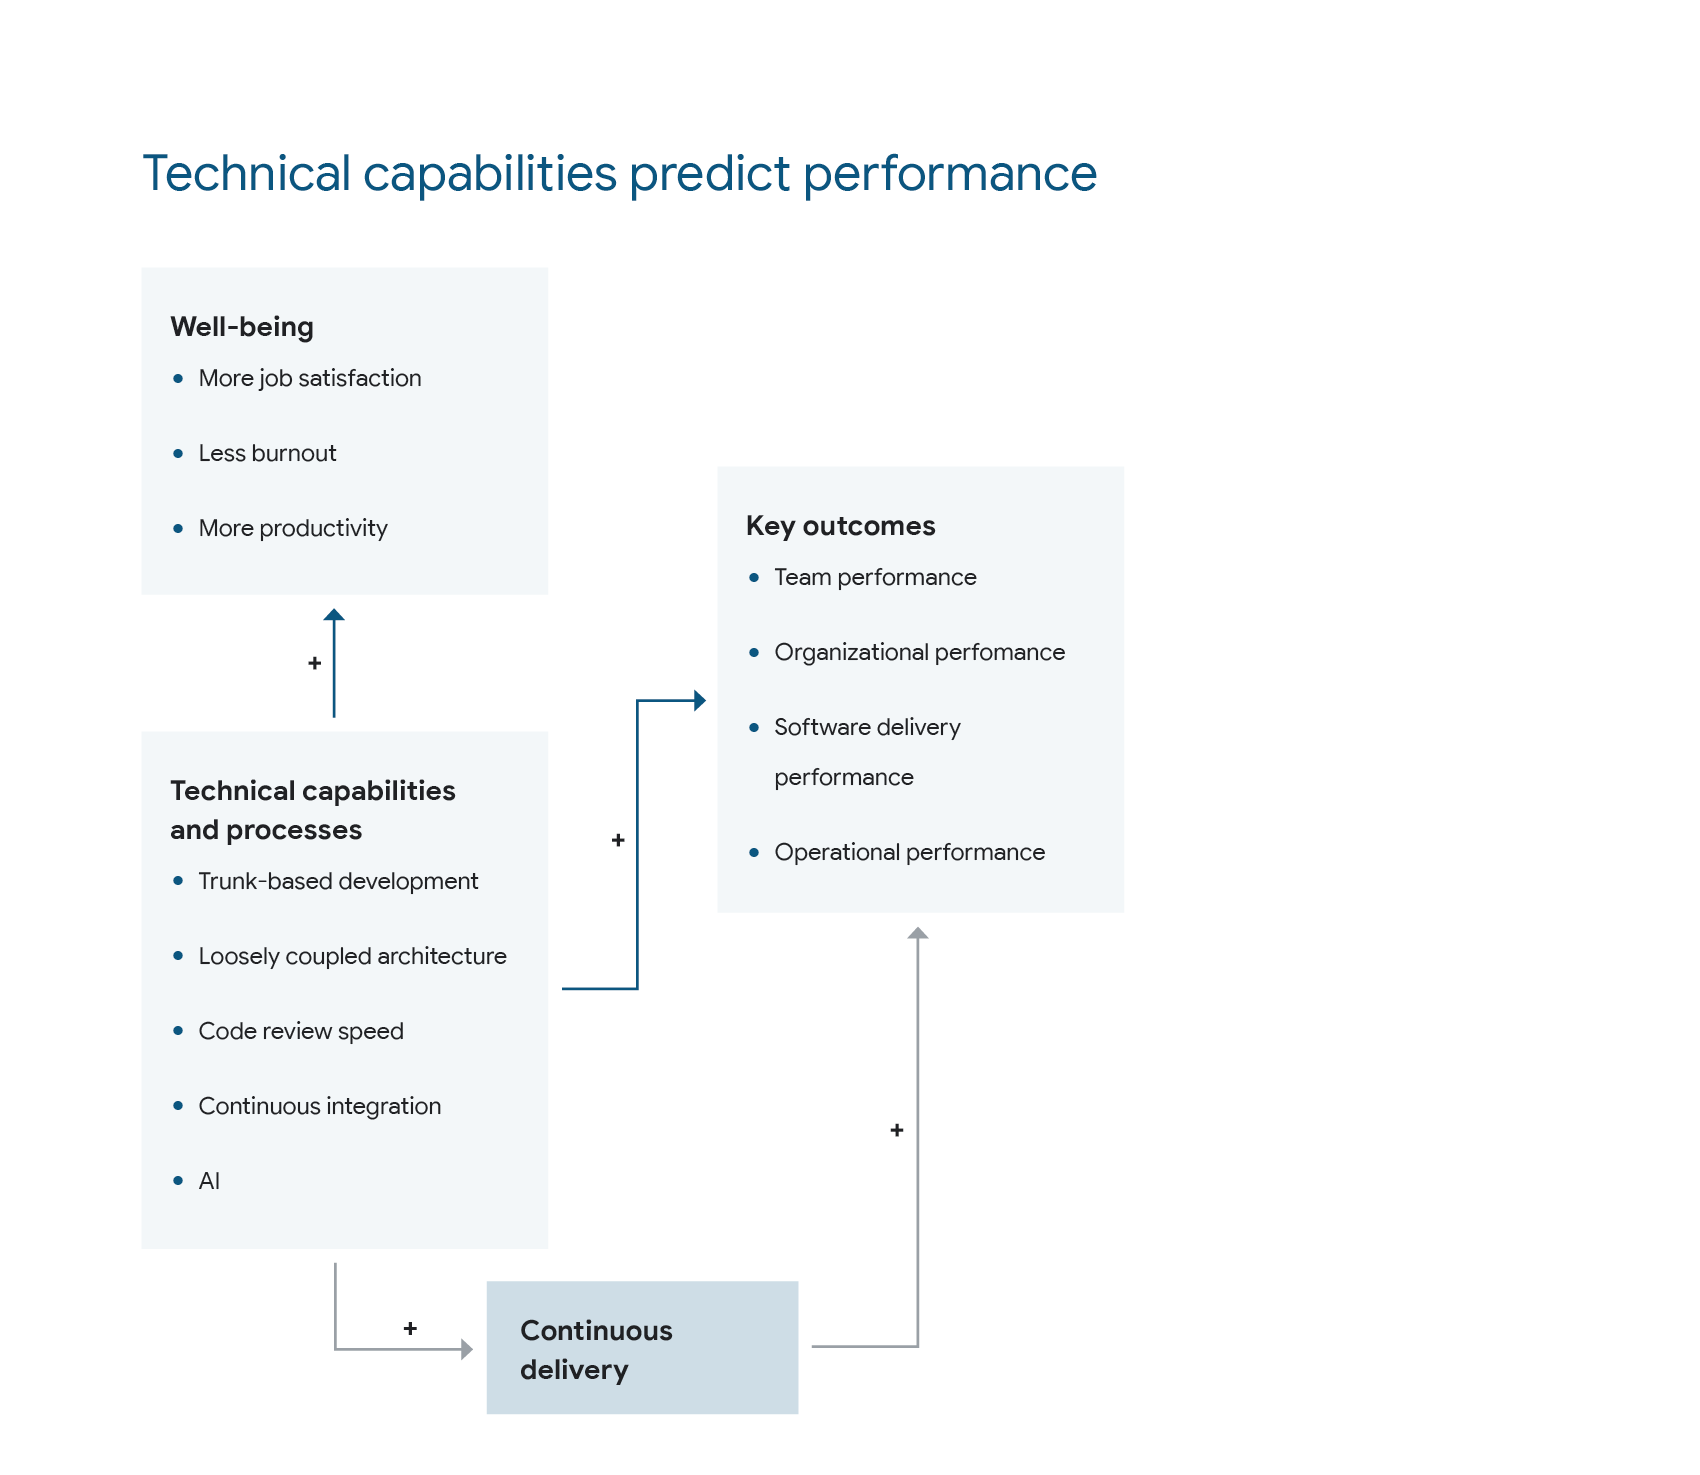 Technical capabilities predict performance
Well-being
• More job satisfaction
• Less burnout
• More productivity
+
Key outcomes
• Team performance
• Organizational perfomance
• Software delivery
performance
• Operational performance
+
Technical capabilities
and processes
• Trunk-based development
• Loosely coupled architecture
• Code review speed
• Continuous integration
• AI
+
+
Continuous
delivery